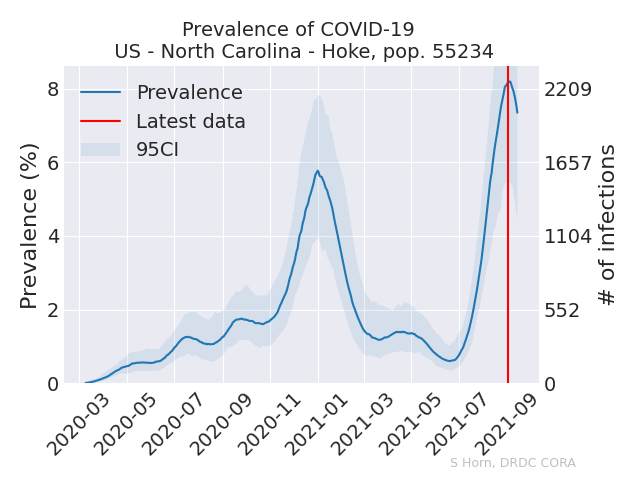 Prevalence of COVID-19
US - North Carolina - Hoke, pop. 55234
Prevalence
Latest data
95CI
Prevalence (%)
8
6
4
2
0
2209
1657
1104
552
0
# of infections
2020-03
2020-05
2020-07
2020-09
2020-11
2021-01
2021-03
2021-05
2021-07
2021-09
S Horn, DRDC CORA